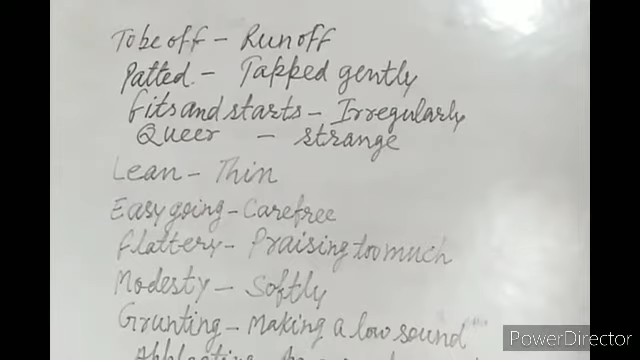 To be off - Run off
Patted. - Tapped gently
fits and starts - Irregularly
Queer - strange
Lean - Thin
Easy going - Carefree
flattery - Praising too much
Modesty - Softly
Grunting - Making a low sound
PowerDirector